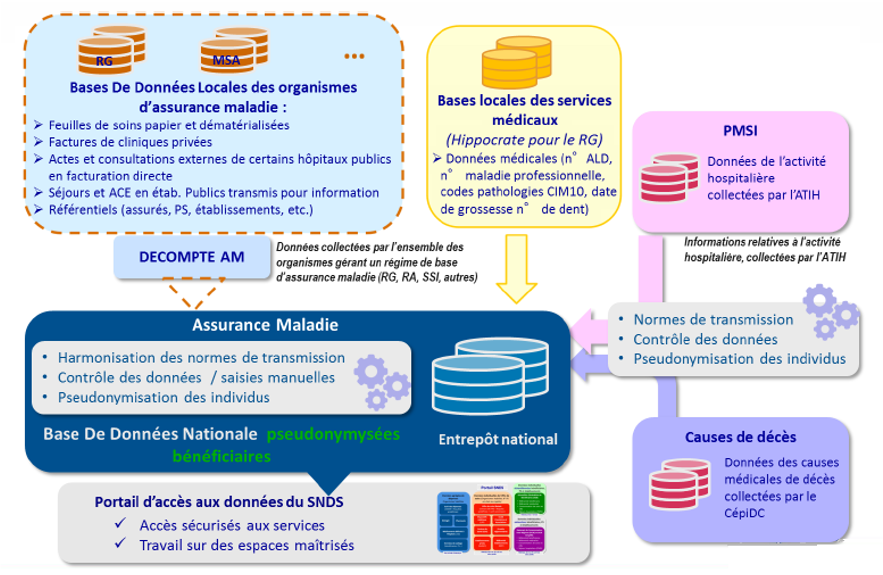 RG
MSA
...
Bases De Données Locales des organismes
d'assurance maladie :
➢ Feuilles de soins papier et dématérialisées
➢ Factures de cliniques privées
➢ Actes et consultations externes de certains hôpitaux publics
en facturation directe
➢ Séjours et ACE en étab. Publics transmis pour information
➢ Référentiels (assurés, PS, établissements, etc.)
Bases locales des services
médicaux
(Hippocrate pour le RG)
➢ Données médicales (n° ALD,
n° maladie professionnelle,
codes pathologies CIM10, date
de grossesse n° de dent)
PMSI
Données de l'activité
hospitalière
collectées par l'ATIH
DECOMPTE AM
Données collectées par l'ensemble des
organismes gérant un régime de base
d'assurance maladie (RG, RA, SSI, autres)
Informations relatives à l'activité
hospitalière, collectées par l'ATIH
Assurance Maladie
• Harmonisation des normes de transmission
• Contrôle des données / saisies manuelles
• Pseudonymisation des individus
Base De Données Nationale pseudonymysées
bénéficiaires
Entrepôt national
• Normes de transmission
• Contrôle des données
• Pseudonymisation des individus
Causes de décès
Données des causes
médicales de décès
collectées par le
CépiDC
Portail d'accès aux données du SNDS
✓ Accès sécurisés aux services
✓ Travail sur des espaces maîtrisés
Portail SNDS